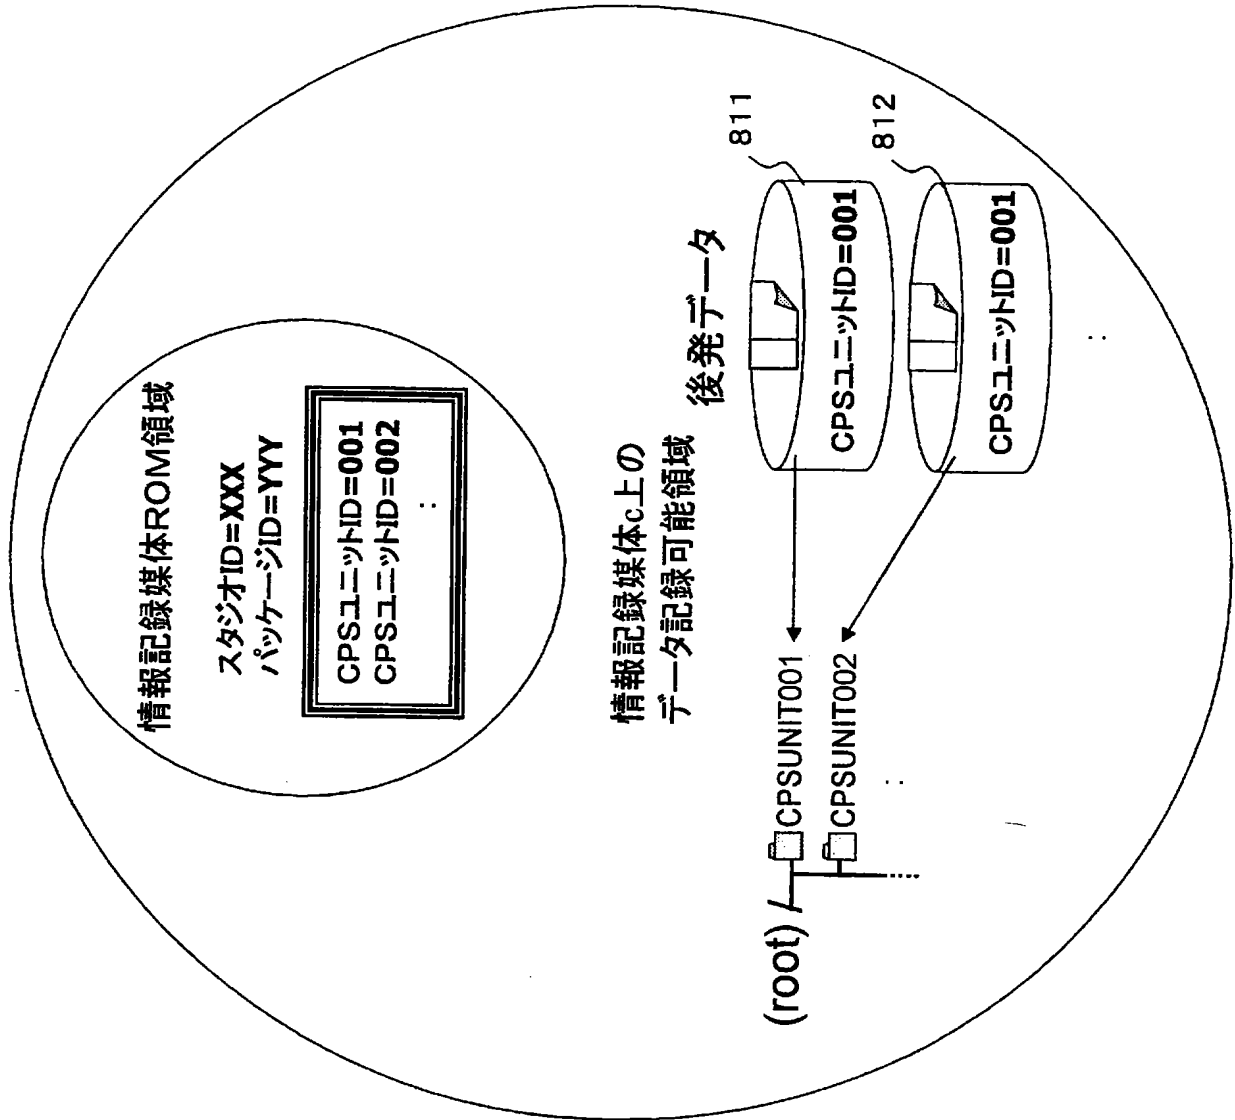 情報記録媒体ROM領域
スタジオID=XXX
パッケージID=YYY
CPSユニットID=001
CPSユニットID=002
:
情報記録媒体c上の
データ記録可能領域
後発データ
(root) /
CPSUNIT001
CPSUNIT002
:
CPSユニットID=001
811
CPSユニットID=001
812
: